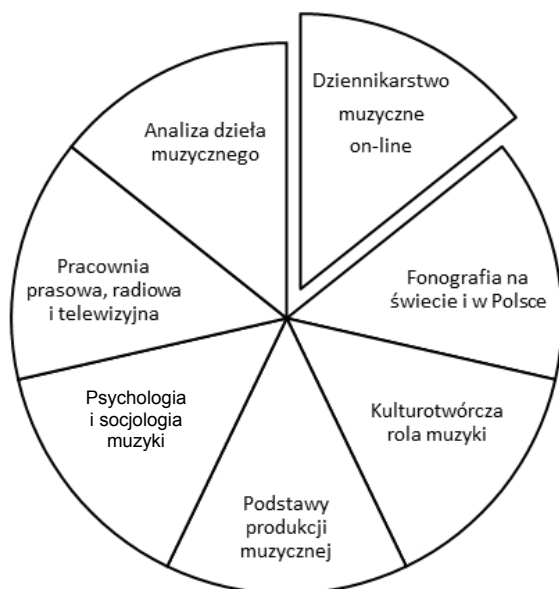 Dziennikarstwo
muzyczne
on-line
Fonografia na
świecie i w Polsce
Kulturotwórcza
rola muzyki
Podstawy
produkcji
muzycznej
Psychologia
i socjologia
muzyki
Pracownia
prasowa, radiowa
i telewizyjna
Analiza dzieła
muzycznego